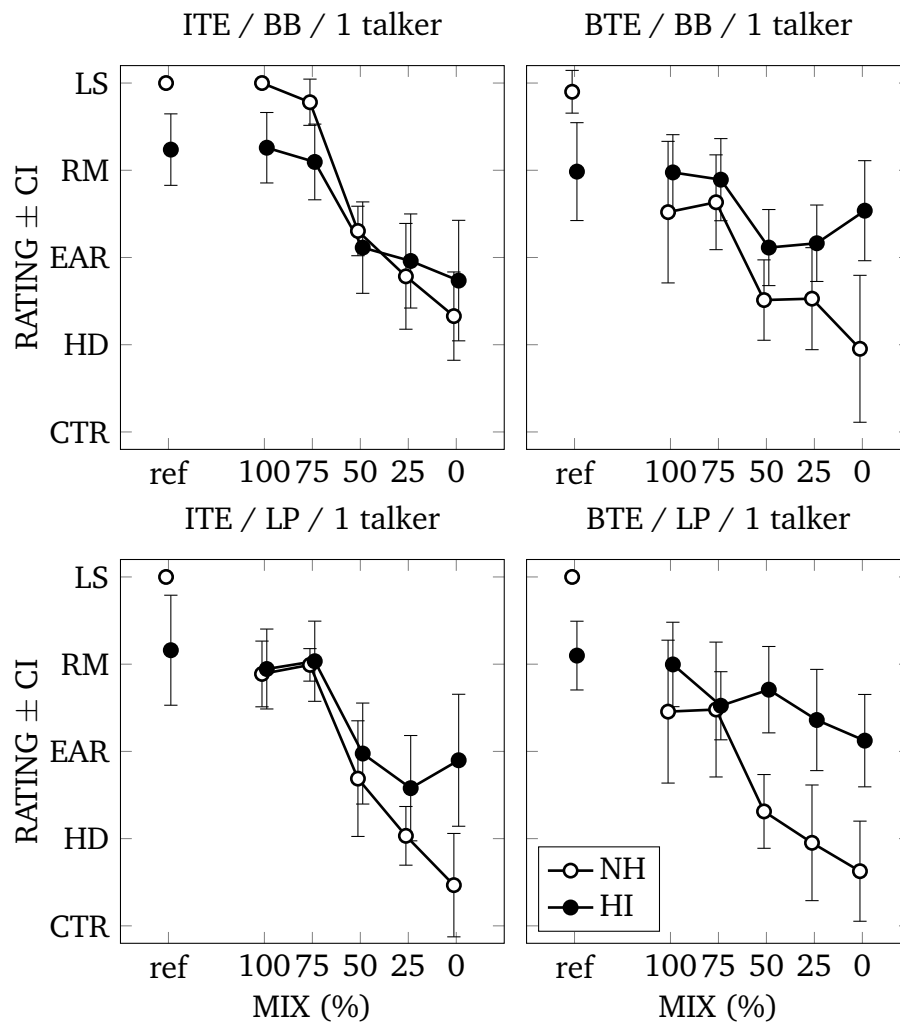 ITE / BB / 1 talker
BTE / BB / 1 talker
RATING ± CI
LS
RM
EAR
HD
CTR
ref 100 75 50 25 0
ref 100 75 50 25 0
ITE / LP / 1 talker
BTE / LP / 1 talker
RATING ± CI
LS
RM
EAR
HD
CTR
NH
HI
ref 100 75 50 25 0
ref 100 75 50 25 0
MIX (%)
MIX (%)